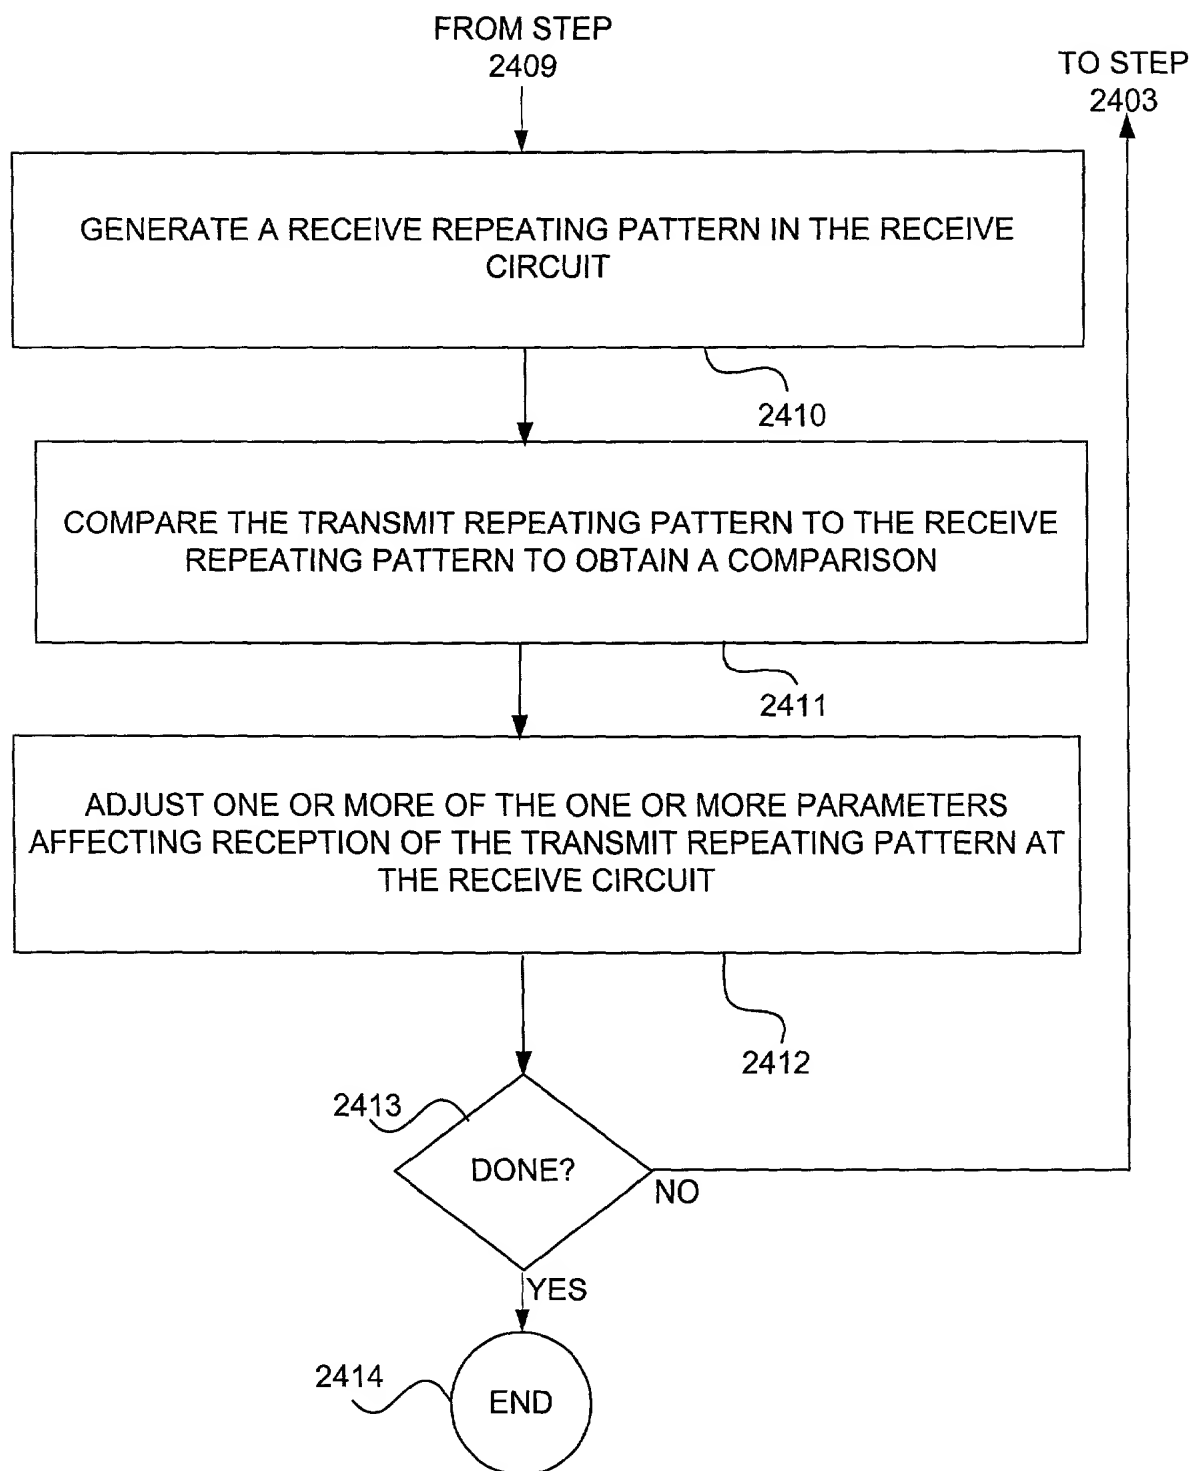 FROM STEP
2409
TO STEP
2403
GENERATE A RECEIVE REPEATING PATTERN IN THE RECEIVE
CIRCUIT
2410
COMPARE THE TRANSMIT REPEATING PATTERN TO THE RECEIVE
REPEATING PATTERN TO OBTAIN A COMPARISON
2411
ADJUST ONE OR MORE OF THE ONE OR MORE PARAMETERS
AFFECTING RECEPTION OF THE TRANSMIT REPEATING PATTERN AT
THE RECEIVE CIRCUIT
2412
2413
DONE?
NO
YES
2414
END